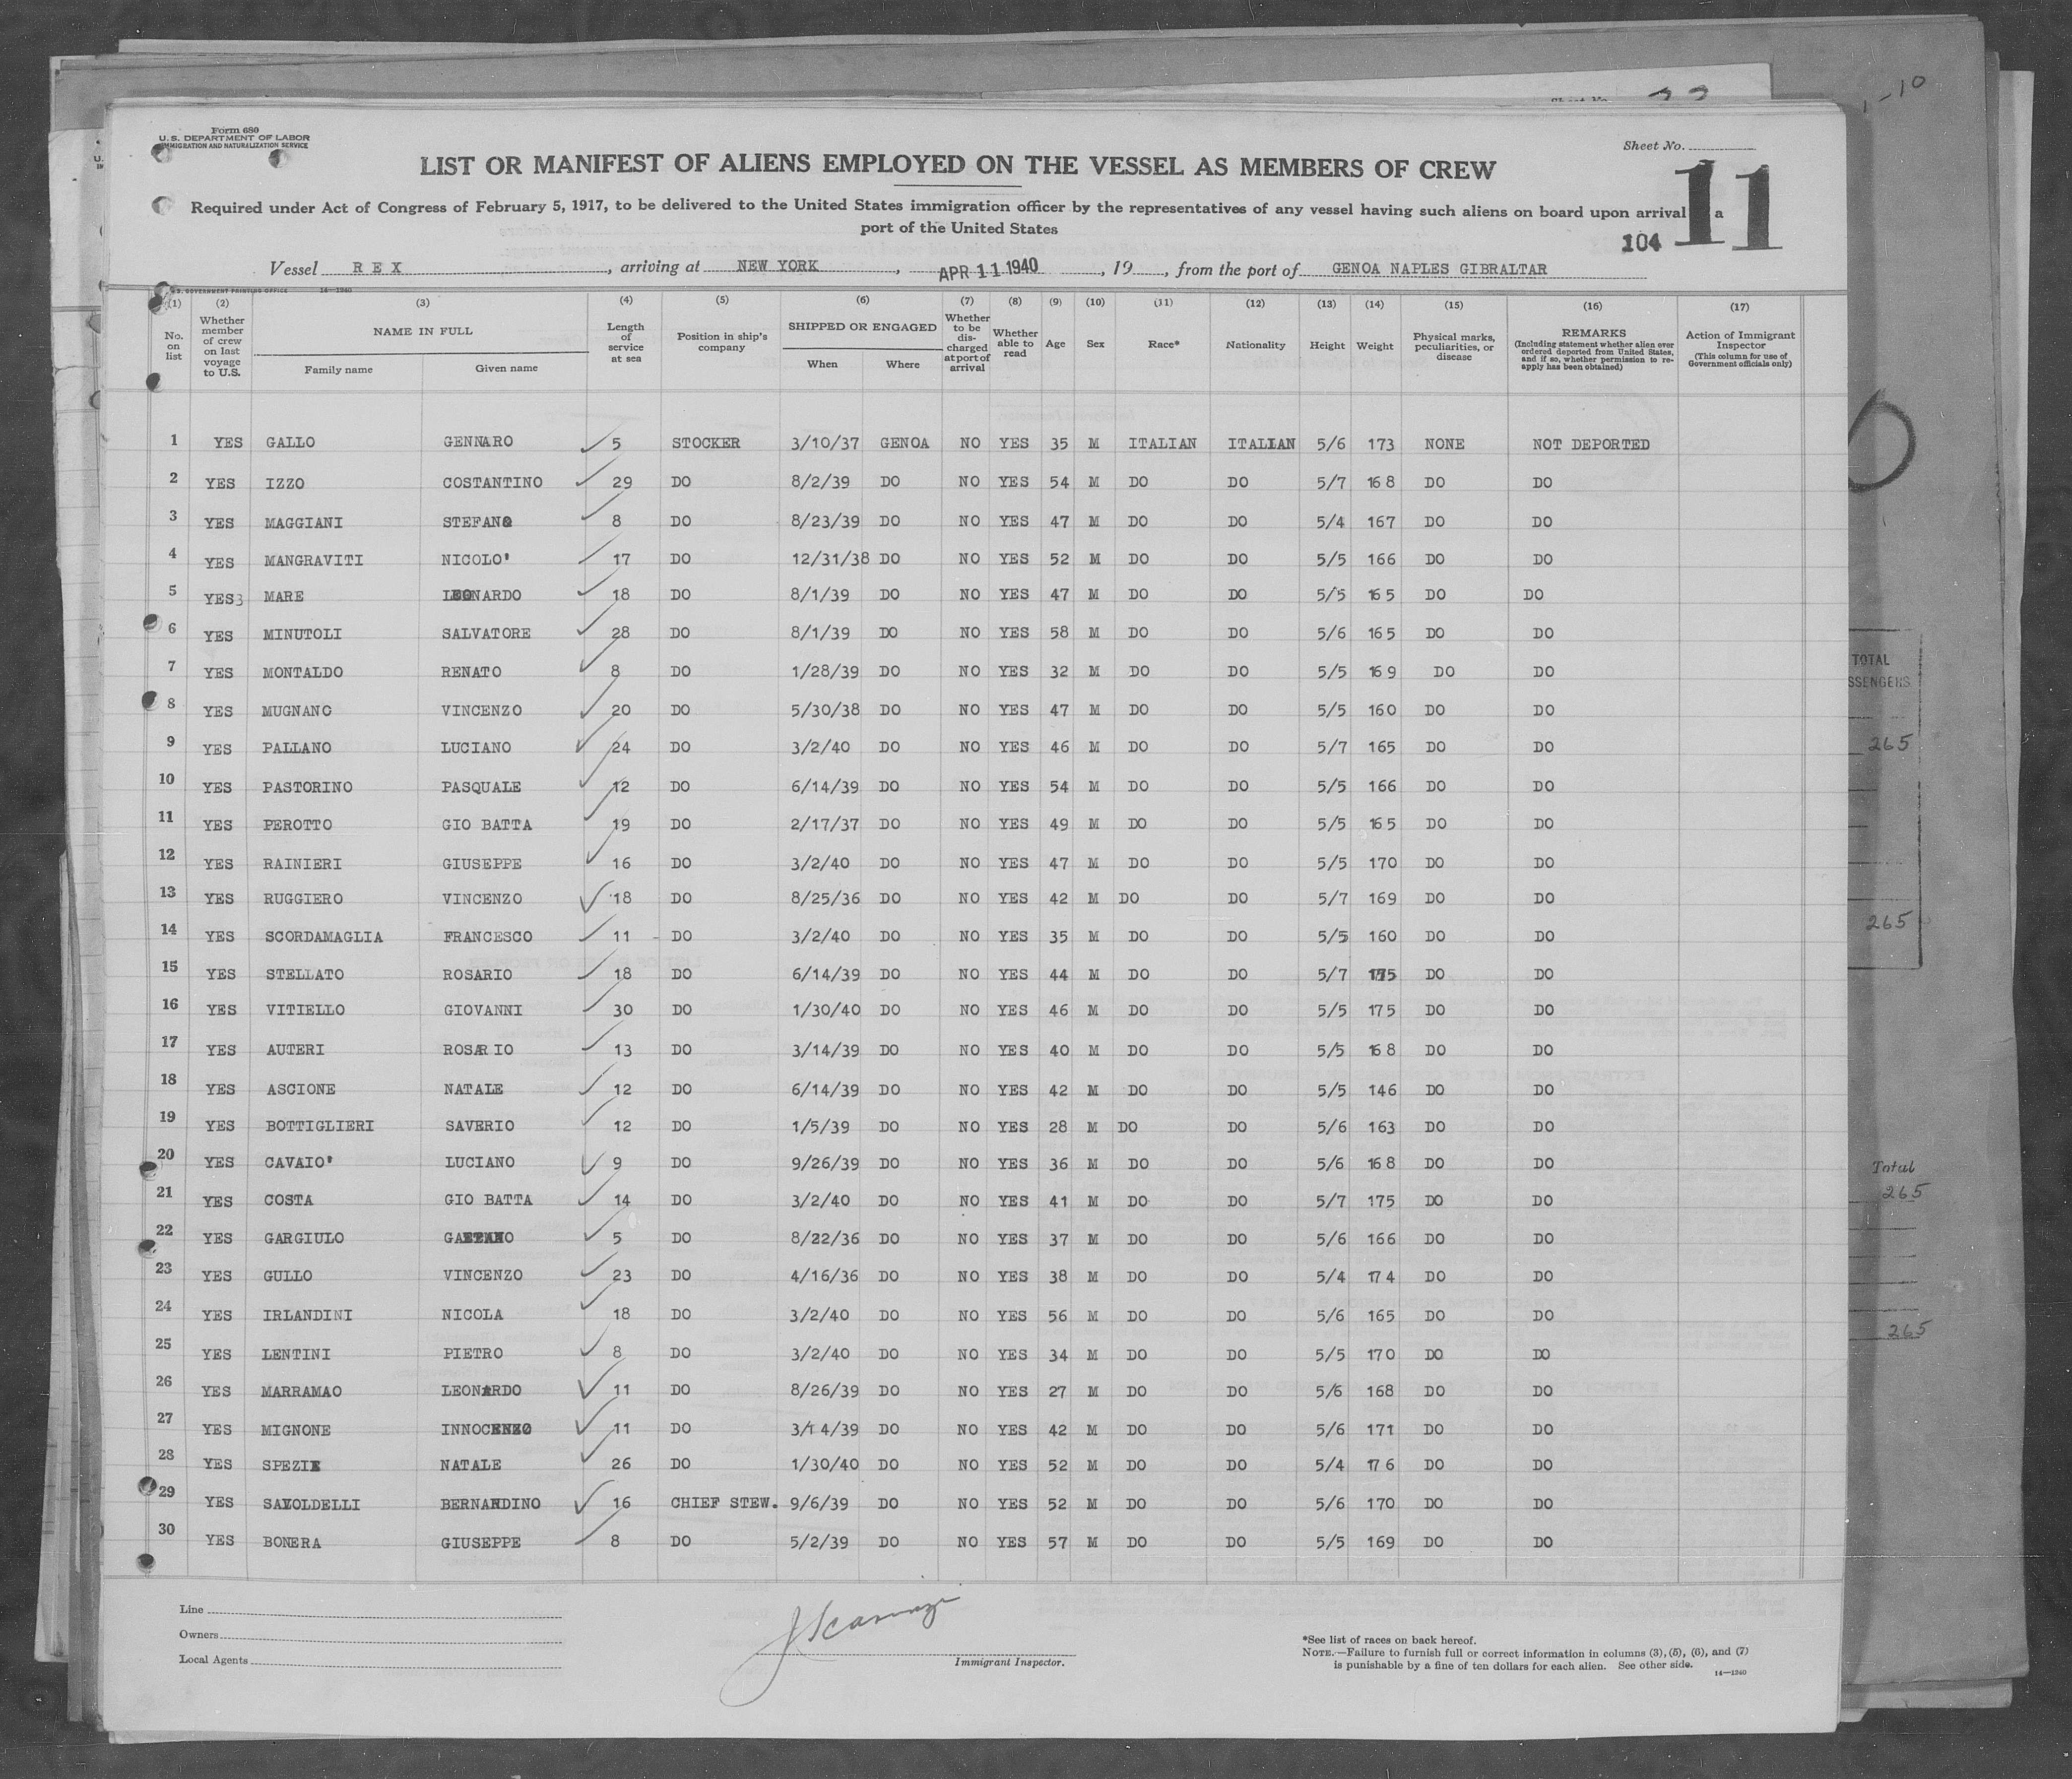 1-10
Form 680
U.S. DEPARTMENT OF LABOR
IMMIGRATION AND NATURALIZATION SERVICE
Sheet No.
11
LIST OR MANIFEST OF ALIENS EMPLOYED ON THE VESSEL AS MEMBERS OF CREW
Required under Act of Congress of February 5, 1917, to be delivered to the United States immigration officer by the representatives of any vessel having such aliens on board upon arrival a
port of the United States
104
Vessel REX, arriving at NEW YORK, APR 11 1940, 19, from the port of GENOA NAPLES GIBRALTAR
U.S. GOVERNMENT PRINTING OFFICE 14—1240
(1) (2) (3) (4) (5) (6) (7) (8) (9) (10) (11) (12) (13) (14) (15) (16) (17)
No. on list Whether member of crew on last voyage to U.S. NAME IN FULL Family name Given name Length of service at sea Position in ship's company SHIPPED OR ENGAGED When Where Whether to be discharged at port of arrival Whether able to read Age Sex Race* Nationality Height Weight Physical marks, peculiarities, or disease REMARKS (Including statement whether alien ever ordered deported from United States, and if so, whether permission to reapply has been obtained) Action of Immigrant Inspector (This column for use of Government officials only)
1 YES GALLO GENNARO 5 STOCKER 3/10/37 GENOA NO YES 35 M ITALIAN ITALIAN 5/6 173 NONE NOT DEPORTED
2 YES IZZO COSTANTINO 29 DO 8/2/39 DO NO YES 54 M DO DO 5/7 168 DO DO
3 YES MAGGIANI STEFANO 8 DO 8/23/39 DO NO YES 47 M DO DO 5/4 167 DO DO
4 YES MANGRAVITI NICOLO' 17 DO 12/31/38 DO NO YES 52 M DO DO 5/5 166 DO DO
5 YES3 MARE LEONARDO 18 DO 8/1/39 DO NO YES 47 M DO DO 5/5 165 DO DO
6 YES MINUTOLI SALVATORE 28 DO 8/1/39 DO NO YES 58 M DO DO 5/6 165 DO DO
7 YES MONTALDO RENATO 8 DO 1/28/39 DO NO YES 32 M DO DO 5/5 169 DO DO
8 YES MUGNANO VINCENZO 20 DO 5/30/38 DO NO YES 47 M DO DO 5/5 160 DO DO
9 YES PALLANO LUCIANO 24 DO 3/2/40 DO NO YES 46 M DO DO 5/7 165 DO DO
10 YES PASTORINO PASQUALE 12 DO 6/14/39 DO NO YES 54 M DO DO 5/5 166 DO DO
11 YES PEROTTO GIO BATTA 19 DO 2/17/37 DO NO YES 49 M DO DO 5/5 165 DO DO
12 YES RAINIERI GIUSEPPE 16 DO 3/2/40 DO NO YES 47 M DO DO 5/5 170 DO DO
13 YES RUGGIERO VINCENZO 18 DO 8/25/36 DO NO YES 42 M DO DO 5/7 169 DO DO
14 YES SCORDAMAGLIA FRANCESCO 11 - DO 3/2/40 DO NO YES 35 M DO DO 5/5 160 DO DO
15 YES STELLATO ROSARIO 18 DO 6/14/39 DO NO YES 44 M DO DO 5/7 175 DO DO
16 YES VITIELLO GIOVANNI 30 DO 1/30/40 DO NO YES 46 M DO DO 5/5 175 DO DO
17 YES AUTERI ROSARIO 13 DO 3/14/39 DO NO YES 40 M DO DO 5/5 168 DO DO
18 YES ASCIONE NATALE 12 DO 6/14/39 DO NO YES 42 M DO DO 5/5 146 DO DO
19 YES BOTTIGLIERI SAVERIO 12 DO 1/5/39 DO NO YES 28 M DO DO 5/6 163 DO DO
20 YES CAVAIO' LUCIANO 9 DO 9/26/39 DO NO YES 36 M DO DO 5/6 168 DO DO
21 YES COSTA GIO BATTA 14 DO 3/2/40 DO NO YES 41 M DO DO 5/7 175 DO DO
22 YES GARGIULO GAETANO 5 DO 8/22/36 DO NO YES 37 M DO DO 5/6 166 DO DO
23 YES GULLO VINCENZO 23 DO 4/16/36 DO NO YES 38 M DO DO 5/4 174 DO DO
24 YES IRLANDINI NICOLA 18 DO 3/2/40 DO NO YES 56 M DO DO 5/6 165 DO DO
25 YES LENTINI PIETRO 8 DO 3/2/40 DO NO YES 34 M DO DO 5/5 170 DO DO
26 YES MARRAMAO LEONARDO 11 DO 8/26/39 DO NO YES 27 M DO DO 5/6 168 DO DO
27 YES MIGNONE INNOCENZO 11 DO 3/14/39 DO NO YES 42 M DO DO 5/6 171 DO DO
28 YES NATALE 26 DO 1/30/40 DO NO YES 52 M DO DO 5/4 176 DO DO
29 YES BERNARDINO 16 CHIEF STEW. 9/6/39 DO NO YES 52 M DO DO 5/6 170 DO DO
30 YES BONERA GIUSEPPE 8 DO 5/2/39 DO NO YES 57 M DO DO 5/5 169 DO DO
Line
Owners
Local Agents
Immigrant Inspector.
*See list of races on back hereof.
NOTE.—Failure to furnish full or correct information in columns (3), (5), (6), and (7)
is punishable by a fine of ten dollars for each alien. See other side.
14—1240
TOTAL
SSENGERS
265
265
Total
265
265